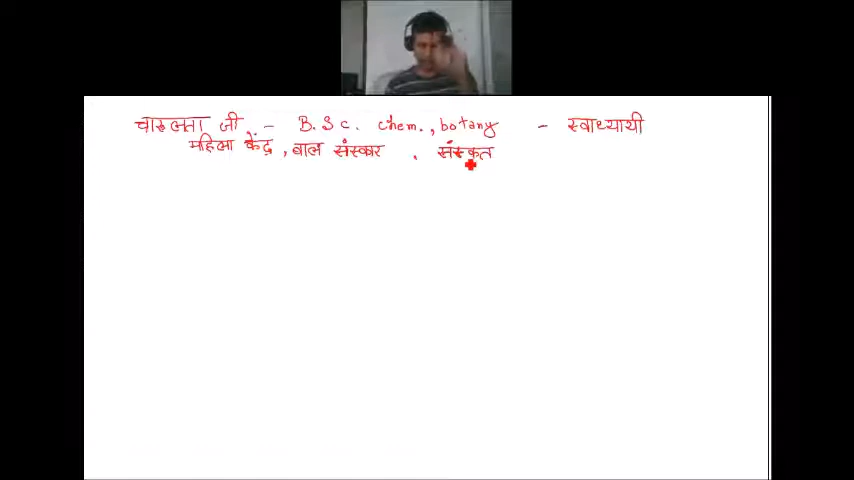 चारुलता जी - B.Sc. chem., botany - स्वाध्यायी
महिला केंद्र, बाल संस्कार, संस्कृत